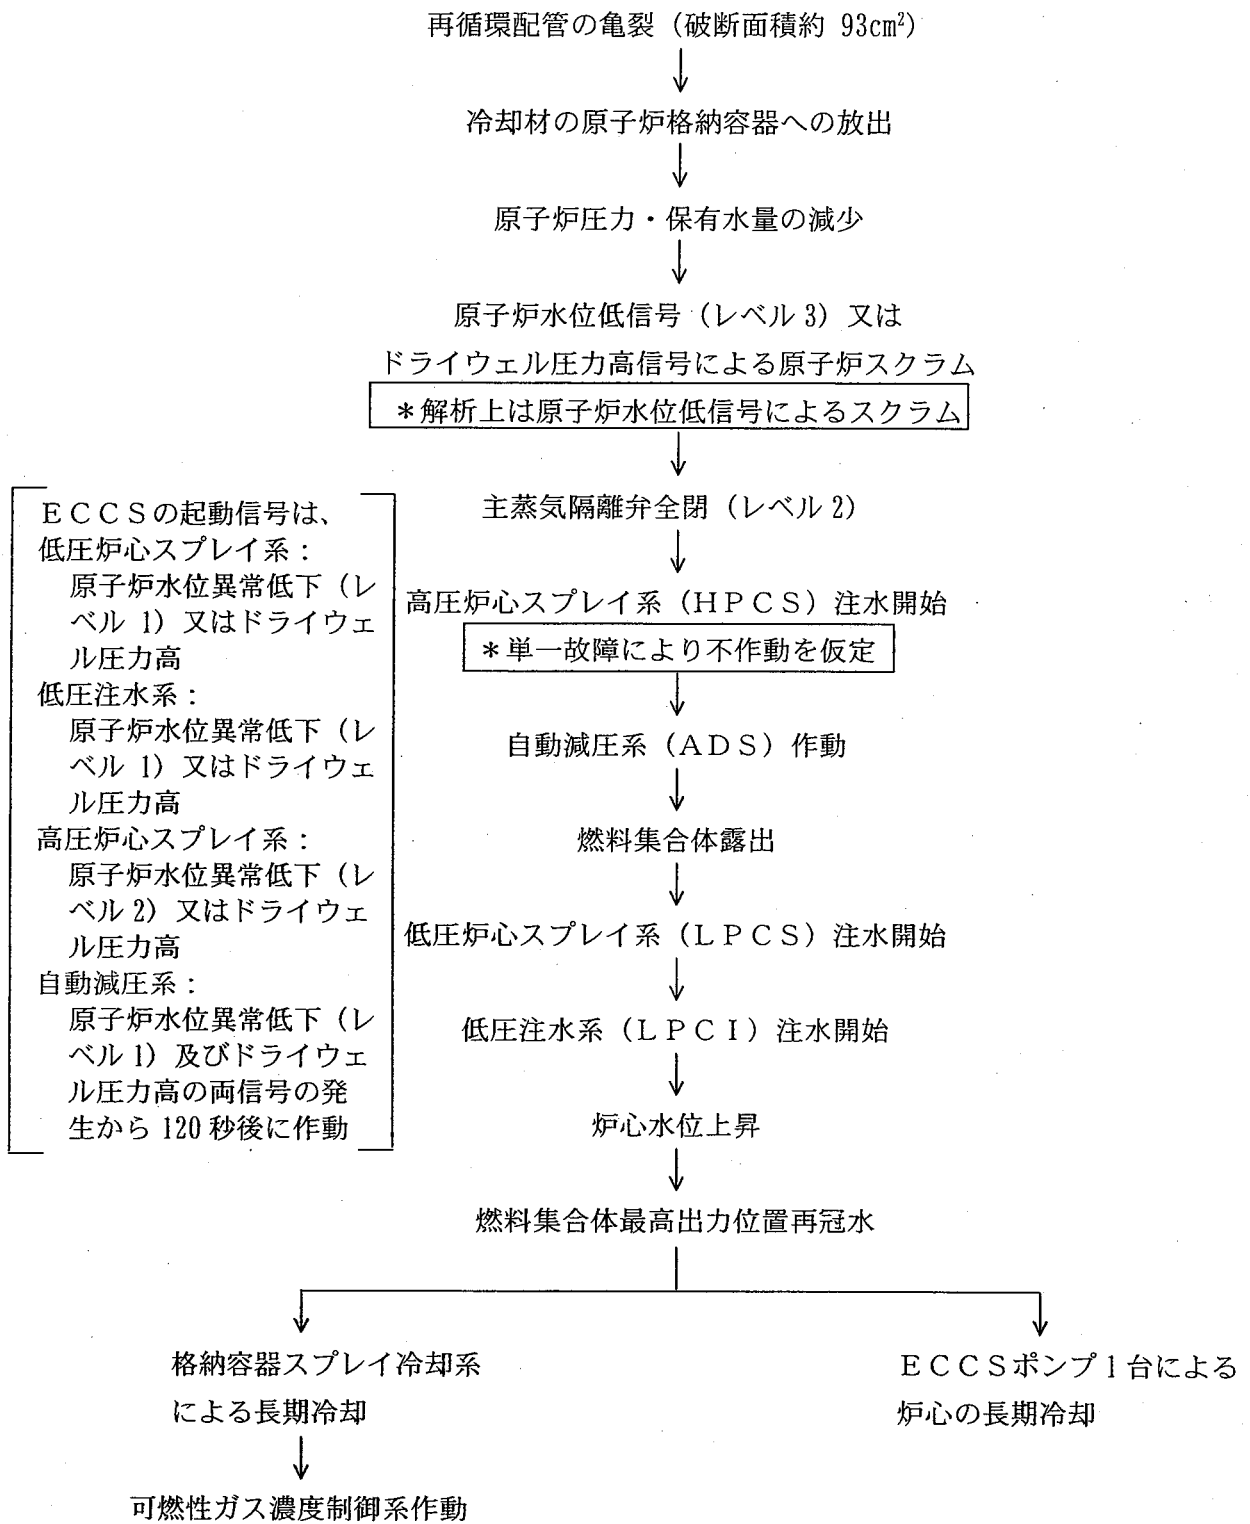 再循環配管の亀裂（破断面積約 93cm²）
冷却材の原子炉格納容器への放出
原子炉圧力・保有水量の減少
原子炉水位低信号（レベル 3）又は
ドライウェル圧力高信号による原子炉スクラム
＊解析上は原子炉水位低信号によるスクラム
主蒸気隔離弁全閉（レベル 2）
高圧炉心スプレイ系（ＨＰＣＳ）注水開始
＊単一故障により不作動を仮定
自動減圧系（ＡＤＳ）作動
燃料集合体露出
低圧炉心スプレイ系（ＬＰＣＳ）注水開始
低圧注水系（ＬＰＣＩ）注水開始
炉心水位上昇
燃料集合体最高出力位置再冠水
ＥＣＣＳの起動信号は、
低圧炉心スプレイ系：
原子炉水位異常低下（レ
ベル 1）又はドライウェ
ル圧力高
低圧注水系：
原子炉水位異常低下（レ
ベル 1）又はドライウェ
ル圧力高
高圧炉心スプレイ系：
原子炉水位異常低下（レ
ベル 2）又はドライウェ
ル圧力高
自動減圧系：
原子炉水位異常低下（レ
ベル 1）及びドライウェ
ル圧力高の両信号の発
生から 120 秒後に作動
格納容器スプレイ冷却系
による長期冷却
可燃性ガス濃度制御系作動
ＥＣＣＳポンプ 1 台による
炉心の長期冷却